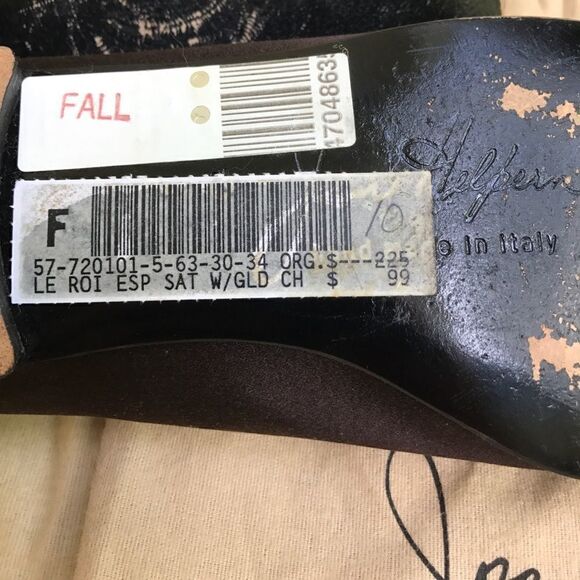 FALL
47048635
F
10
57-720101-5-63-30-34 ORG.$---225
LE ROI ESP SAT W/GLD CH $ 99
Helpern
o In Italy